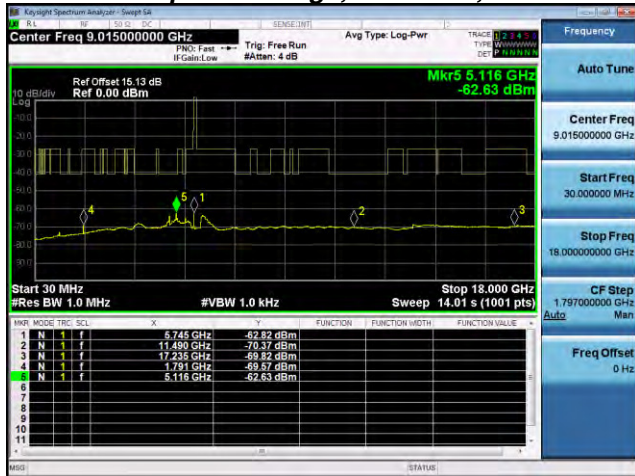 Keysight Spectrum Analyzer - Swept SA
RL RF 50 Ω DC SENSE:INT
Center Freq 9.015000000 GHz
PNO: Fast
IFGain:Low
Trig: Free Run
#Atten: 4 dB
Avg Type: Log-Pwr
TRACE 1 2 3 4 5 6
TYPE
DET P N N N N N
Ref Offset 15.13 dB
10 dB/div Ref 0.00 dBm
Log
Mkr5 5.116 GHz
-62.63 dBm
-10.0
-20.0
-30.0
-40.0
-50.0
-60.0
-70.0
-80.0
-90.0
4
5
1
2
3
Start 30 MHz
Stop 18.000 GHz
#Res BW 1.0 MHz
#VBW 1.0 kHz
Sweep 14.01 s (1001 pts)
MKR MODE TRC SCL X Y FUNCTION FUNCTION WIDTH FUNCTION VALUE
1 N 1 f 5.745 GHz -62.82 dBm
2 N 1 f 11.490 GHz -70.37 dBm
3 N 1 f 17.235 GHz -69.82 dBm
4 N 1 f 1.791 GHz -69.57 dBm
5 N 1 f 5.116 GHz -62.63 dBm
6
7
8
9
10
11
MSG
STATUS
Frequency
Auto Tune
Center Freq
9.015000000 GHz
Start Freq
30.000000 MHz
Stop Freq
18.000000000 GHz
CF Step
1.797000000 GHz
Auto Man
Freq Offset
0 Hz